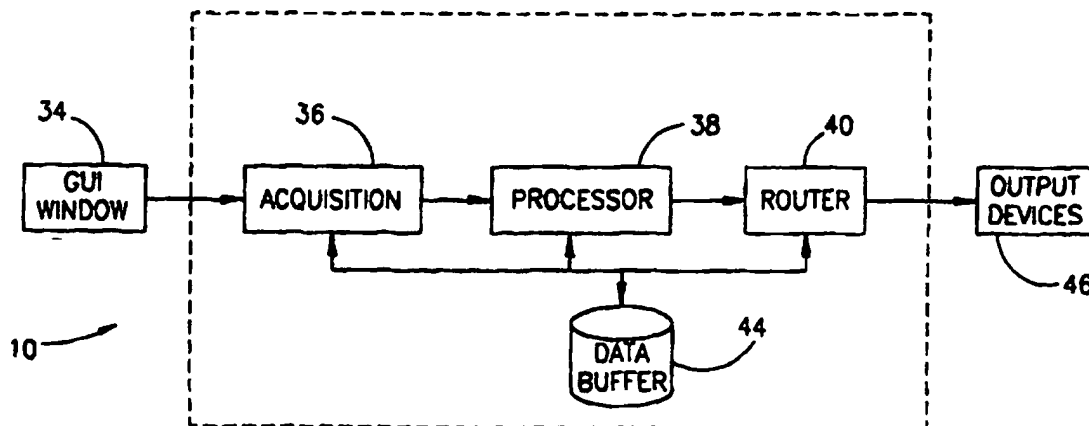 34
36
38
40
GUI
WINDOW
ACQUISITION
PROCESSOR
ROUTER
OUTPUT
DEVICES
46
10
DATA
BUFFER
44